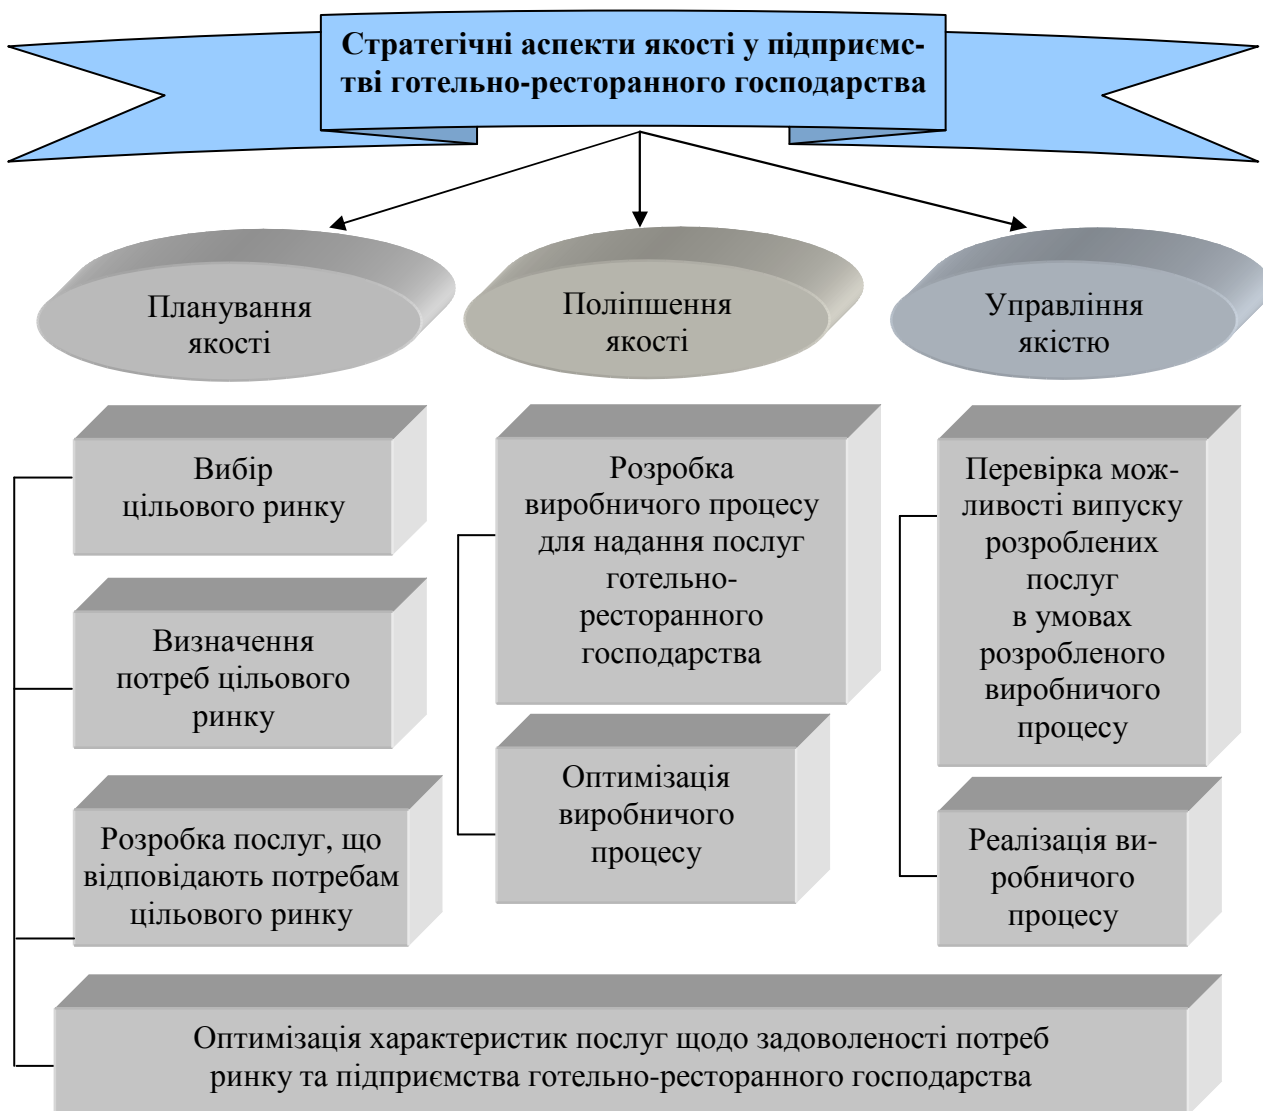 Стратегічні аспекти якості у підприємс-
тві готельно-ресторанного господарства
Планування
якості
Поліпшення
якості
Управління
якістю
Вибір
цільового ринку
Визначення
потреб цільового
ринку
Розробка послуг, що
відповідають потребам
цільового ринку
Розробка
виробничого процесу
для надання послуг
готельно-
ресторанного
господарства
Оптимізація
виробничого
процесу
Перевірка мож-
ливості випуску
розроблених
послуг
в умовах
розробленого
виробничого
процесу
Реалізація ви-
робничого
процесу
Оптимізація характеристик послуг щодо задоволеності потреб
ринку та підприємства готельно-ресторанного господарства